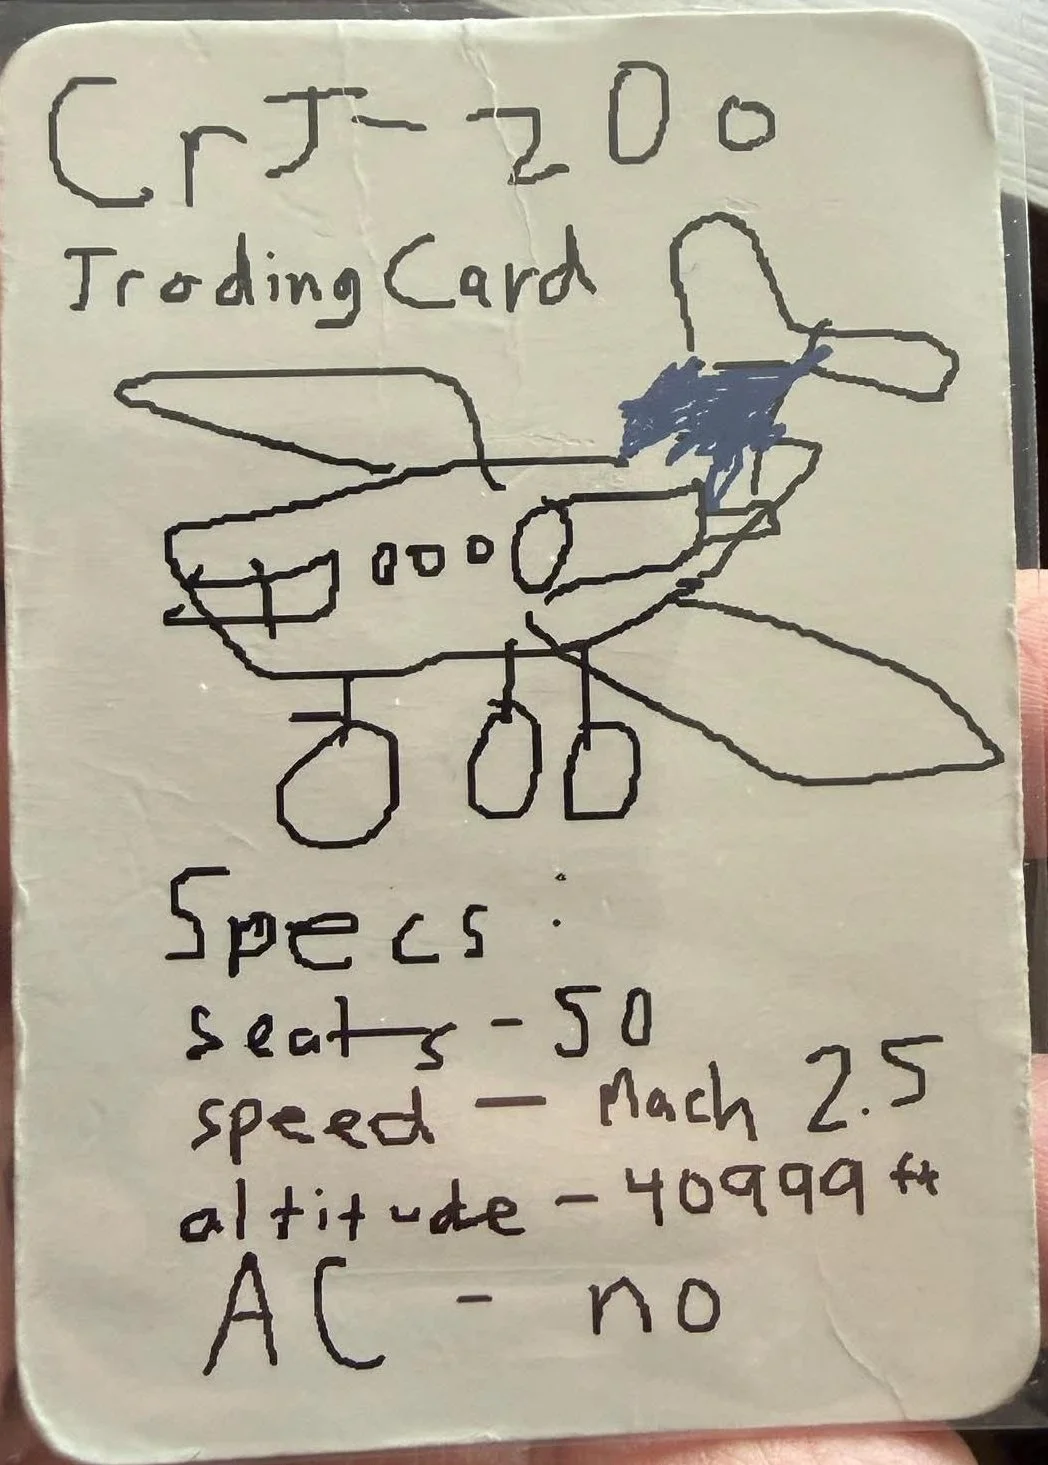 CrJ-200
Trading Card
Specs:
seats - 50
speed - Mach 2.5
altitude - 40999 ft
AC - no